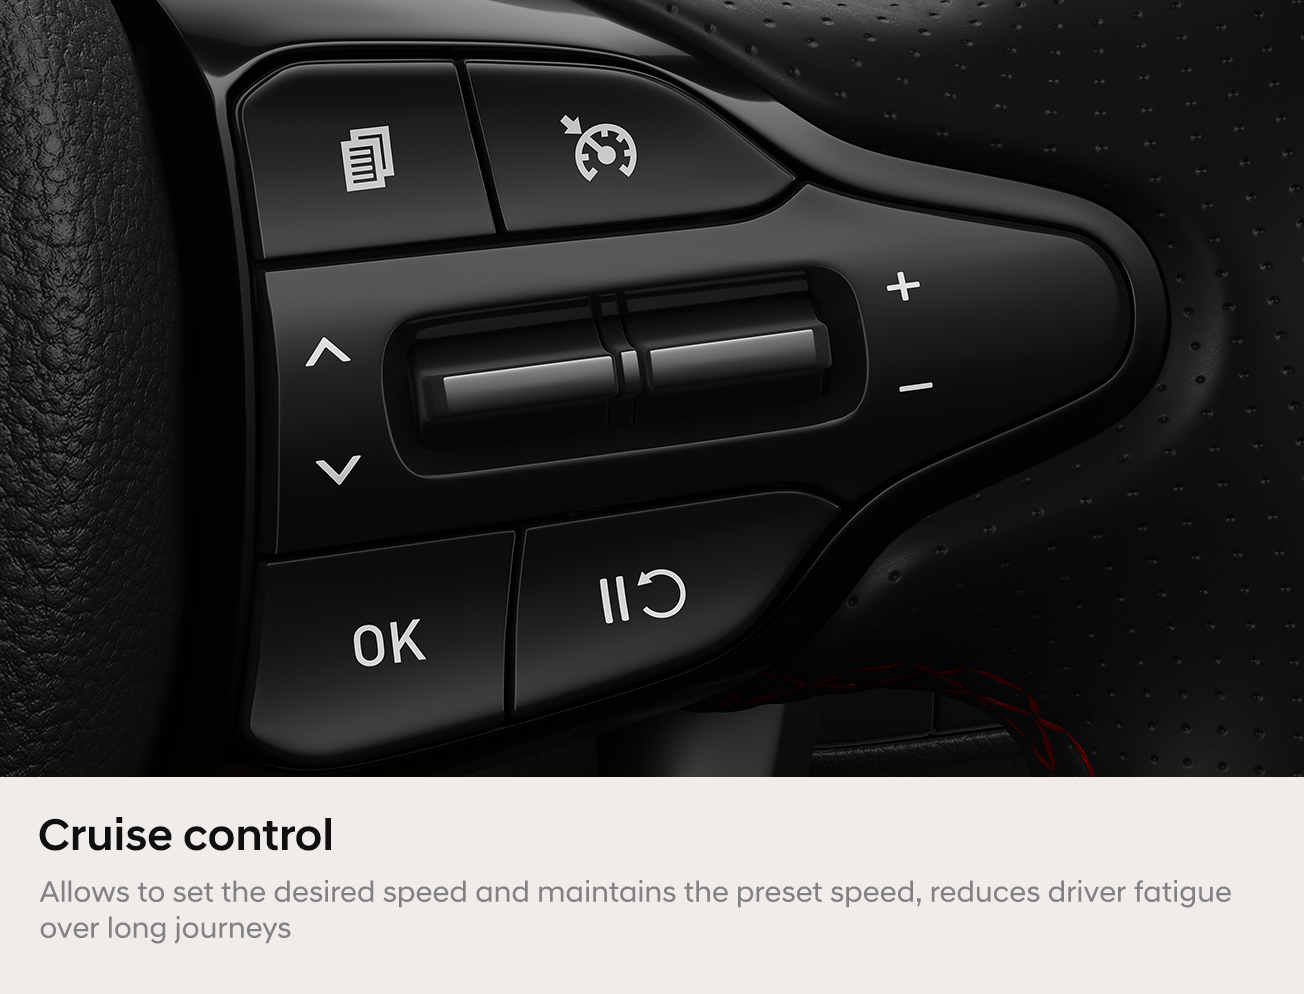 OK
Cruise control
Allows to set the desired speed and maintains the preset speed, reduces driver fatigue
over long journeys